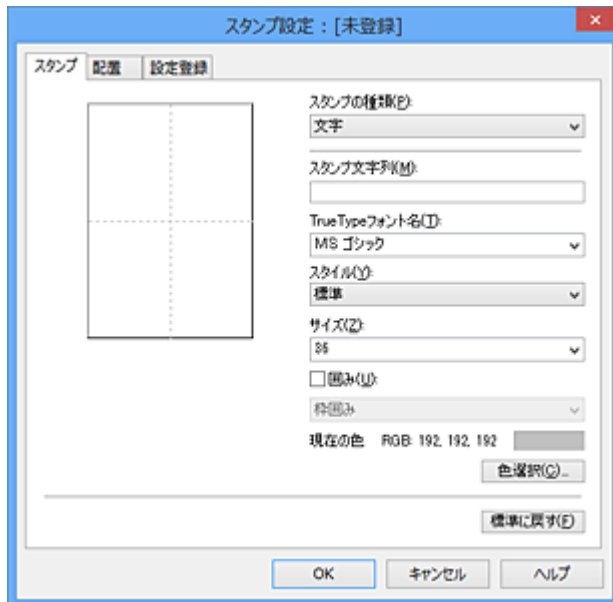 スタンプ設定：[未登録]
スタンプ 配置 設定登録
スタンプの種類(P):
文字
スタンプ文字列(M):
TrueTypeフォント名(T):
MS ゴシック
スタイル(Y):
標準
サイズ(Z):
36
囲み(U):
枠囲み
現在の色 RGB: 192, 192, 192
色選択(C)...
標準に戻す(F)
OK キャンセル ヘルプ